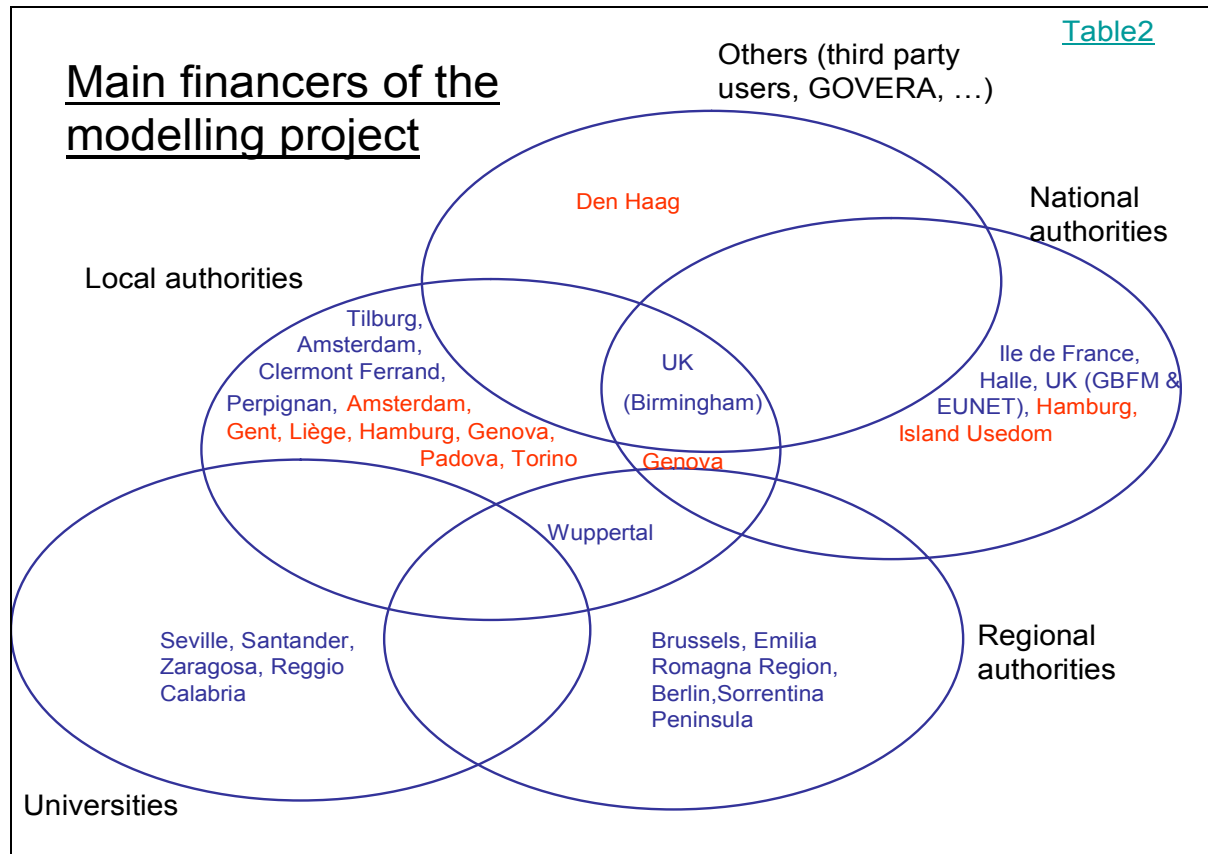 Table2
Main financers of the
modelling project
Others (third party
users, GOVERA, …)
Den Haag
National
authorities
Local authorities
Tilburg,
Amsterdam,
Clermont Ferrand,
Perpignan, Amsterdam,
Gent, Liège, Hamburg, Genova,
Padova, Torino
UK
(Birmingham)
Ile de France,
Halle, UK (GBFM &
EUNET), Hamburg,
Island Usedom
Genova
Wuppertal
Seville, Santander,
Zaragosa, Reggio
Calabria
Brussels, Emilia
Romagna Region,
Berlin,Sorrentina
Peninsula
Regional
authorities
Universities